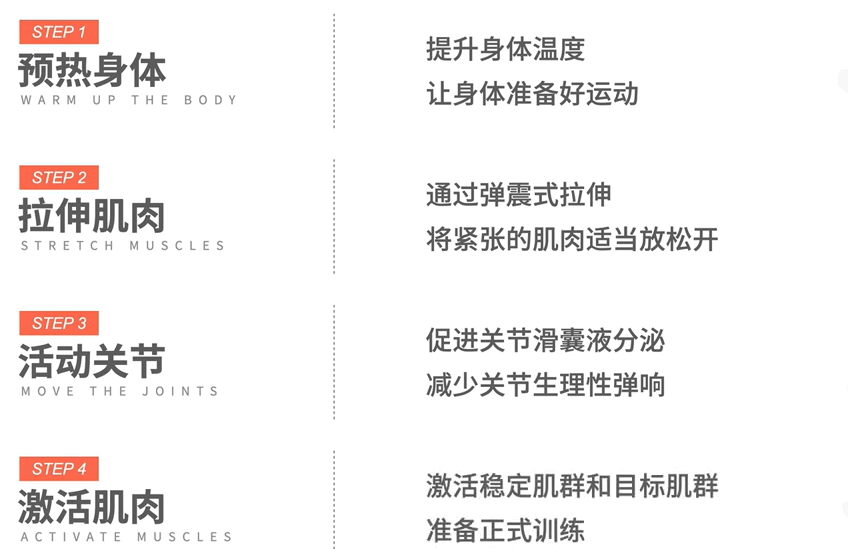 STEP 1
预热身体
WARM UP THE BODY
提升身体温度
让身体准备好运动
STEP 2
拉伸肌肉
STRETCH MUSCLES
通过弹震式拉伸
将紧张的肌肉适当放松开
STEP 3
活动关节
MOVE THE JOINTS
促进关节滑囊液分泌
减少关节生理性弹响
STEP 4
激活肌肉
ACTIVATE MUSCLES
激活稳定肌群和目标肌群
准备正式训练